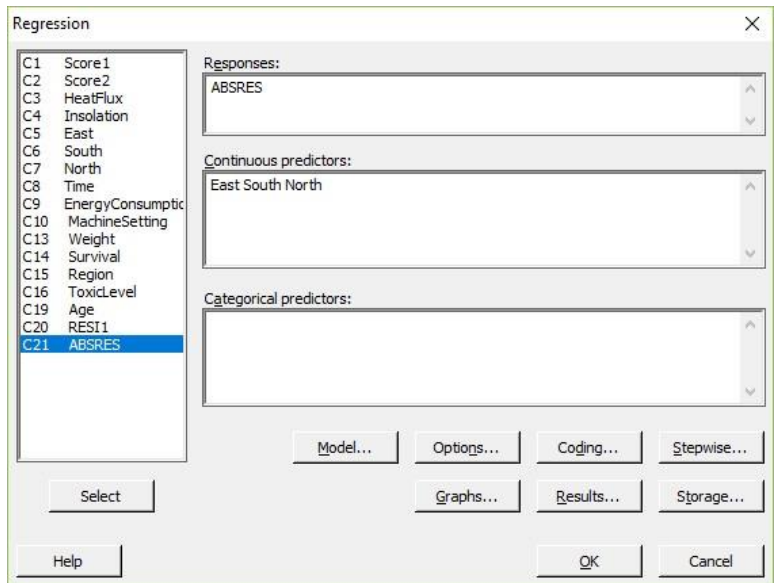 Regression
C1 Score1
C2 Score2
C3 HeatFlux
C4 Insolation
C5 East
C6 South
C7 North
C8 Time
C9 EnergyConsumptic
C10 MachineSetting
C13 Weight
C14 Survival
C15 Region
C16 ToxicLevel
C19 Age
C20 RESI1
C21 ABSRES
Responses:
ABSRES
Continuous predictors:
East South North
Categorical predictors:
Model... Options... Coding... Stepwise...
Select Graphs... Results... Storage...
Help OK Cancel